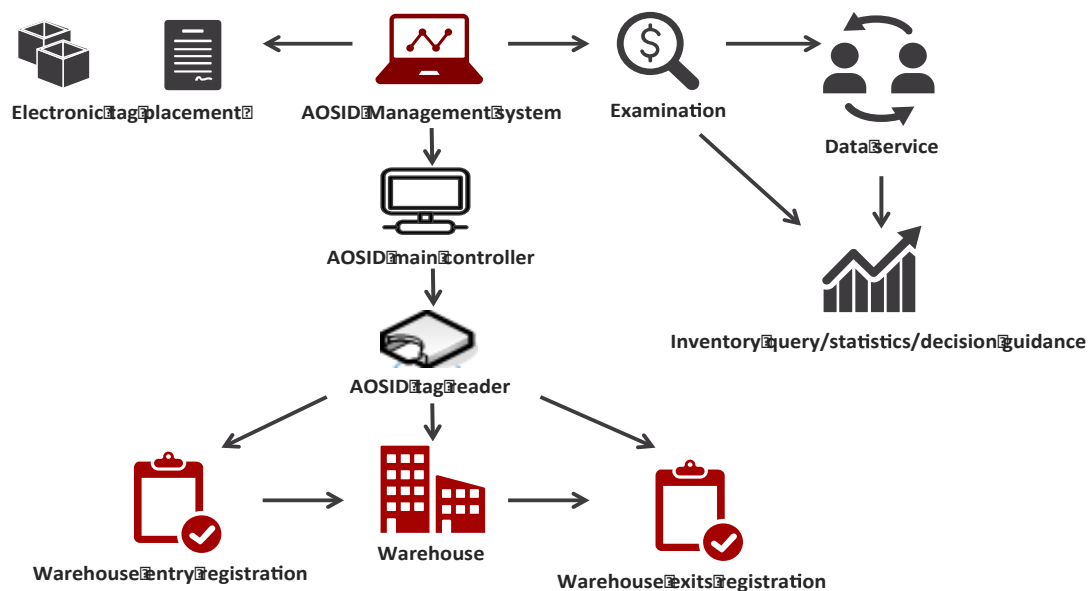 Electronic tag placement
AOSID Management system
Examination
Data service
AOSID main controller
Inventory query/statistics/decision guidance
AOSID tag reader
Warehouse entry registration
Warehouse
Warehouse exits registration